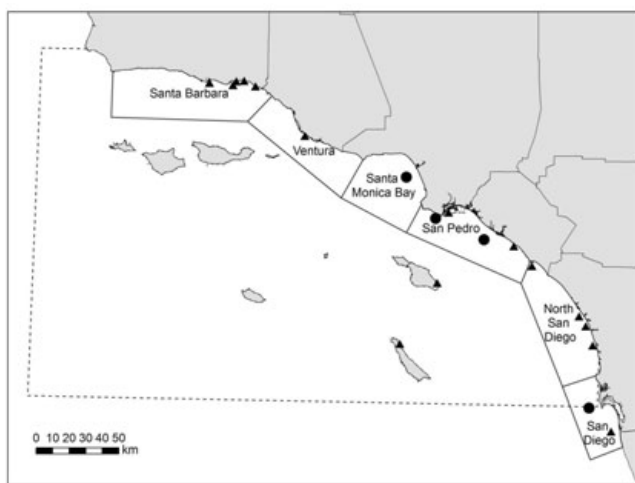 Santa Barbara
Ventura
Santa
Monica Bay
San Pedro
North
San
Diego
San
Diego
0 10 20 30 40 50
km